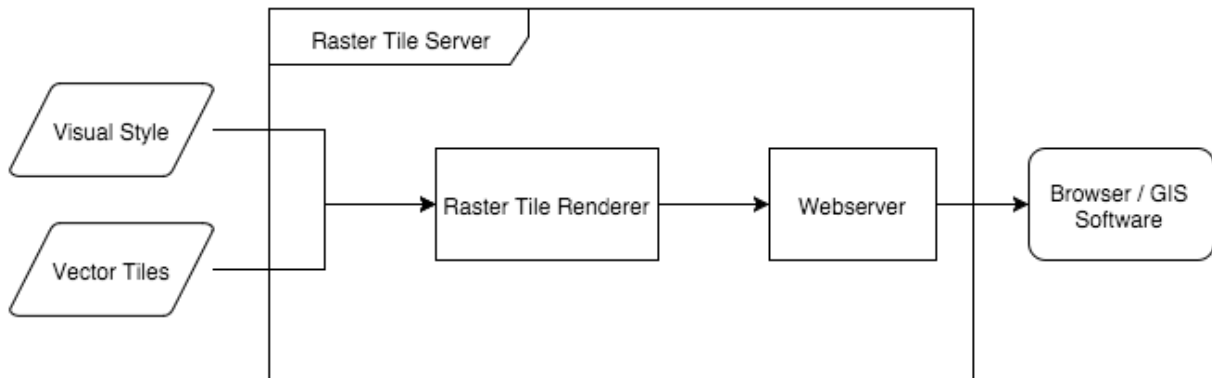 Raster Tile Server
Visual Style
Vector Tiles
Raster Tile Renderer
Webserver
Browser / GIS
Software